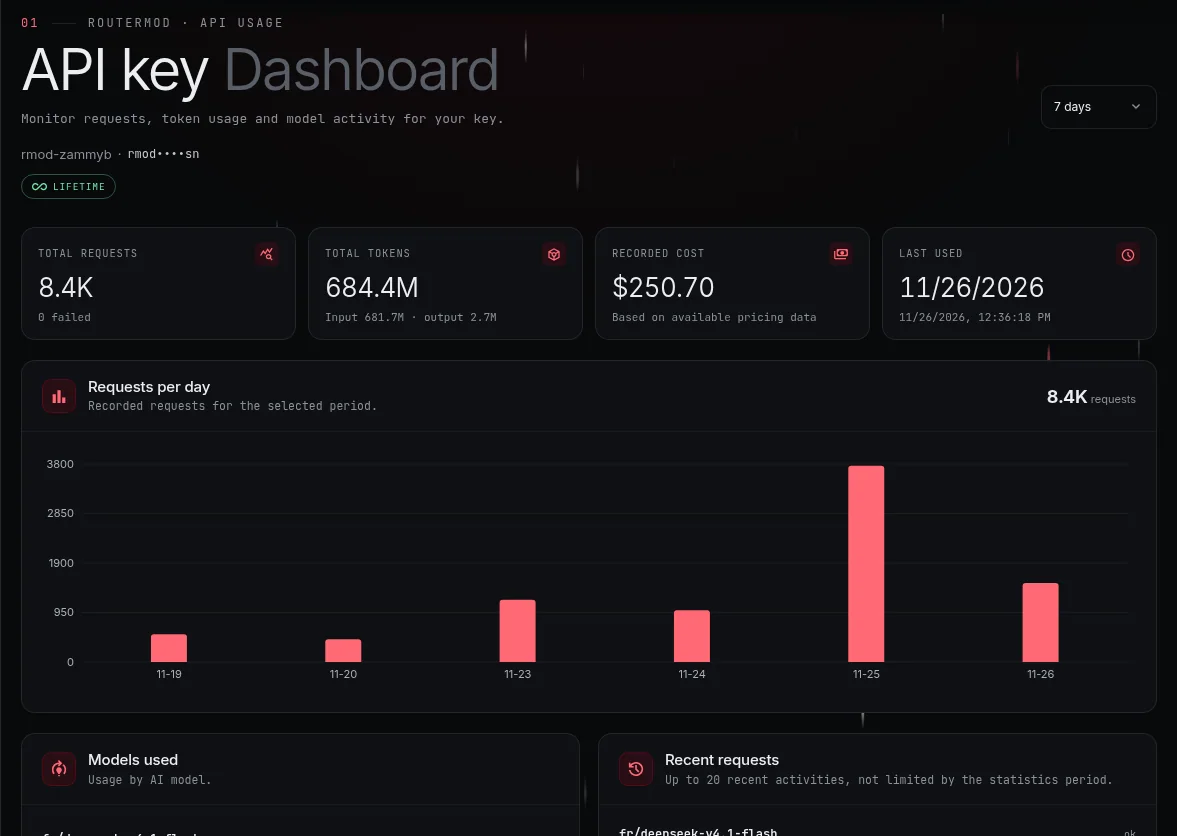 01 ROUTERMOD · API USAGE
API key Dashboard
Monitor requests, token usage and model activity for your key.
7 days
rmod-zammyb · rmod••••sn
LIFETIME
TOTAL REQUESTS
8.4K
0 failed
TOTAL TOKENS
684.4M
Input 681.7M · output 2.7M
RECORDED COST
$250.70
Based on available pricing data
LAST USED
11/26/2026
11/26/2026, 12:36:18 PM
Requests per day
Recorded requests for the selected period.
8.4K requests
3800
2850
1900
950
0
11-19
11-20
11-23
11-24
11-25
11-26
Models used
Usage by AI model.
Recent requests
Up to 20 recent activities, not limited by the statistics period.
fr/deepseek-v4.1-flash
ok